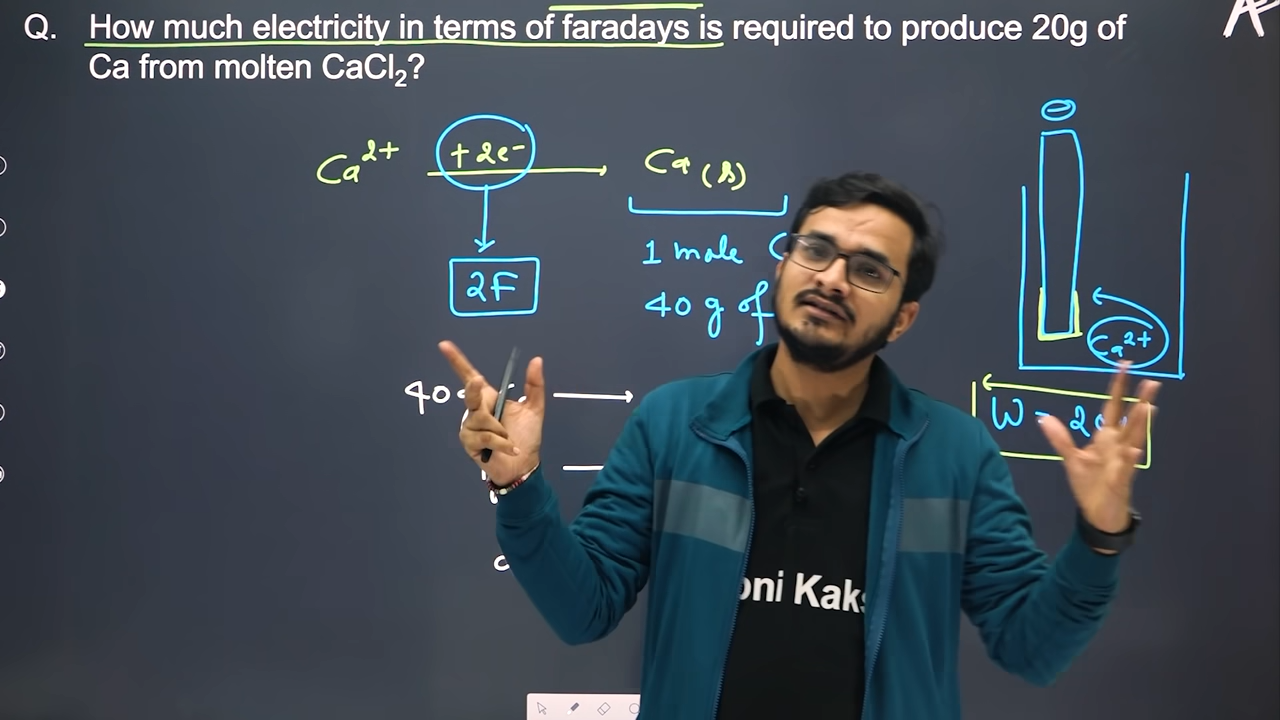 Q. How much electricity in terms of faradays is required to produce 20g of
Ca from molten CaCl₂?
Ca²⁺ +2e⁻ Ca (s)
2F
1 mole
40 g of
Ca²⁺
40
W =
oni Kaks